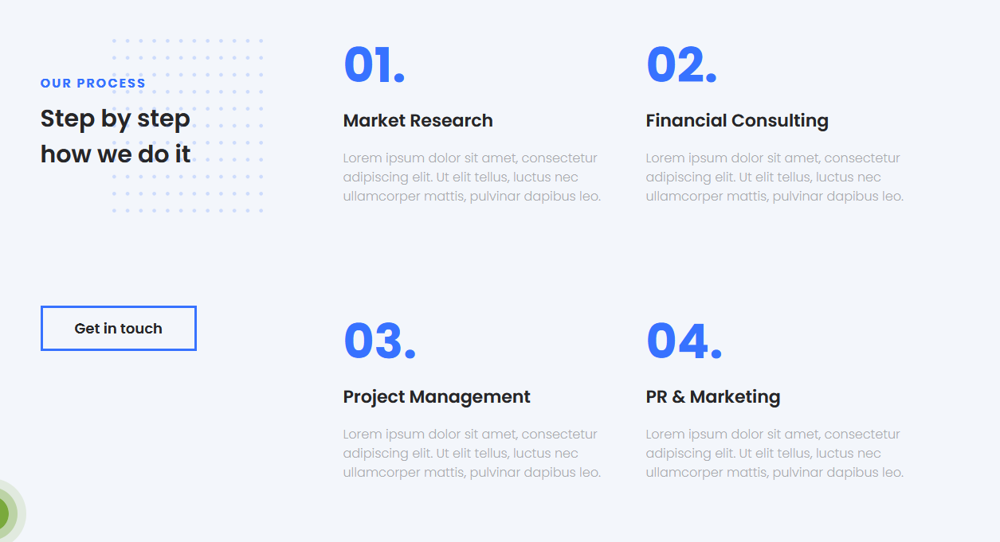 OUR PROCESS
Step by step
how we do it
Get in touch
01.
Market Research
Lorem ipsum dolor sit amet, consectetur
adipiscing elit. Ut elit tellus, luctus nec
ullamcorper mattis, pulvinar dapibus leo.
02.
Financial Consulting
Lorem ipsum dolor sit amet, consectetur
adipiscing elit. Ut elit tellus, luctus nec
ullamcorper mattis, pulvinar dapibus leo.
03.
Project Management
Lorem ipsum dolor sit amet, consectetur
adipiscing elit. Ut elit tellus, luctus nec
ullamcorper mattis, pulvinar dapibus leo.
04.
PR & Marketing
Lorem ipsum dolor sit amet, consectetur
adipiscing elit. Ut elit tellus, luctus nec
ullamcorper mattis, pulvinar dapibus leo.